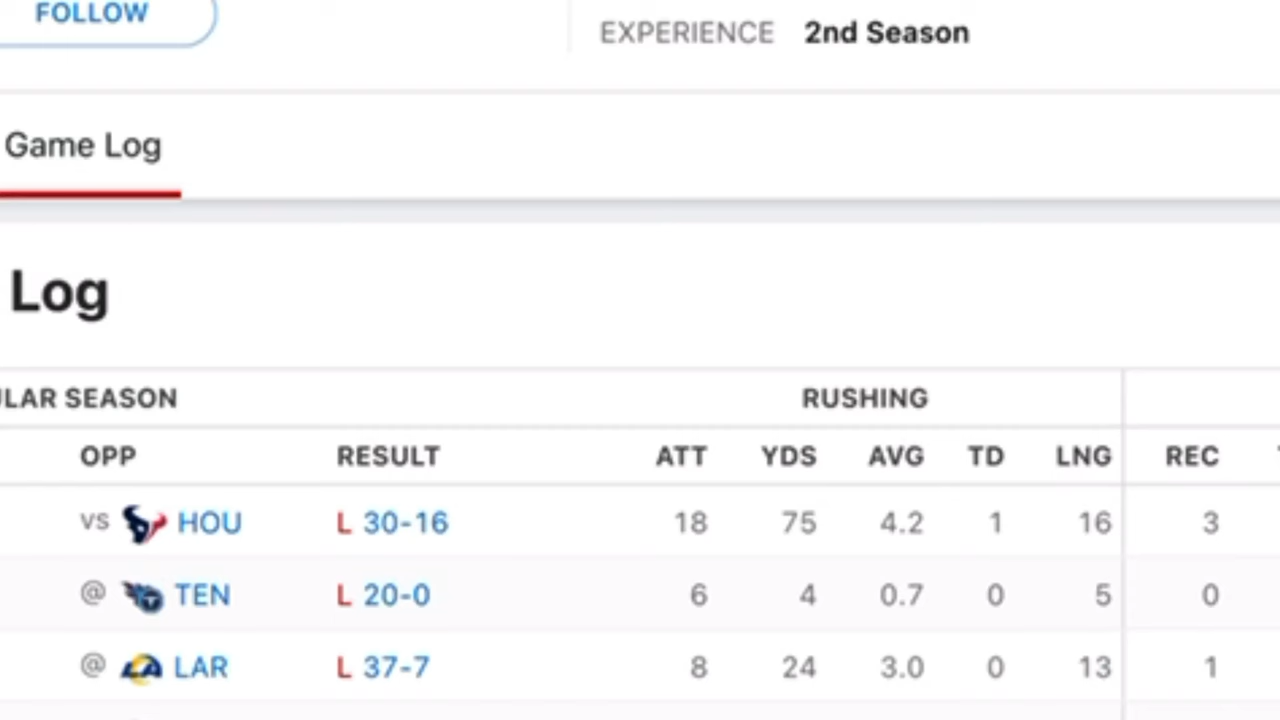 FOLLOW
EXPERIENCE 2nd Season
Game Log
Log
LAR SEASON RUSHING
OPP RESULT ATT YDS AVG TD LNG REC
vs HOU L 30-16 18 75 4.2 1 16 3
@ TEN L 20-0 6 4 0.7 0 5 0
@ LAR L 37-7 8 24 3.0 0 13 1